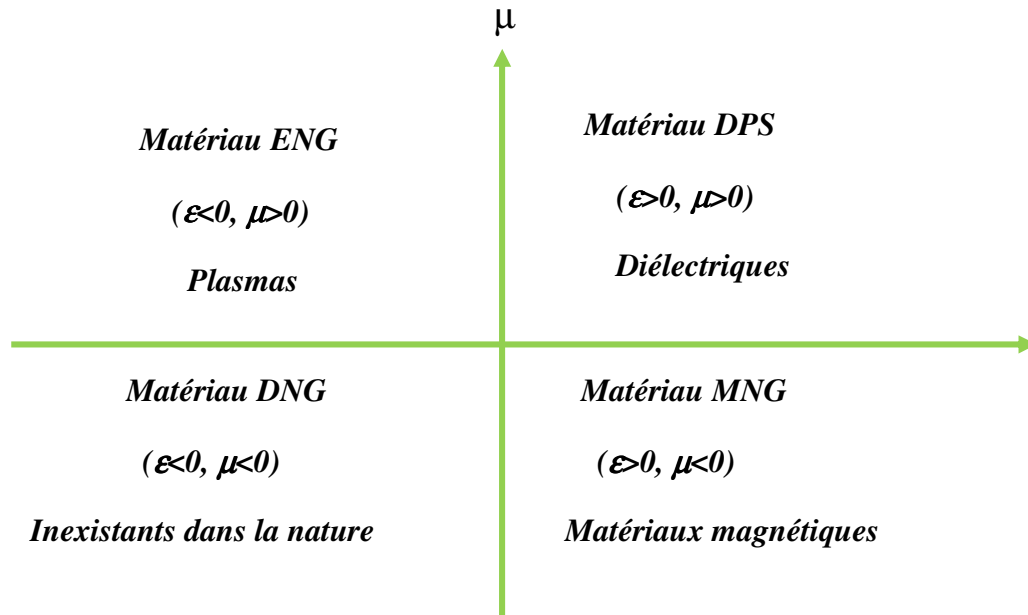 μ
Matériau ENG
(ε<0, μ>0)
Plasmas
Matériau DPS
(ε>0, μ>0)
Diélectriques
Matériau DNG
(ε<0, μ<0)
Inexistants dans la nature
Matériau MNG
(ε>0, μ<0)
Matériaux magnétiques